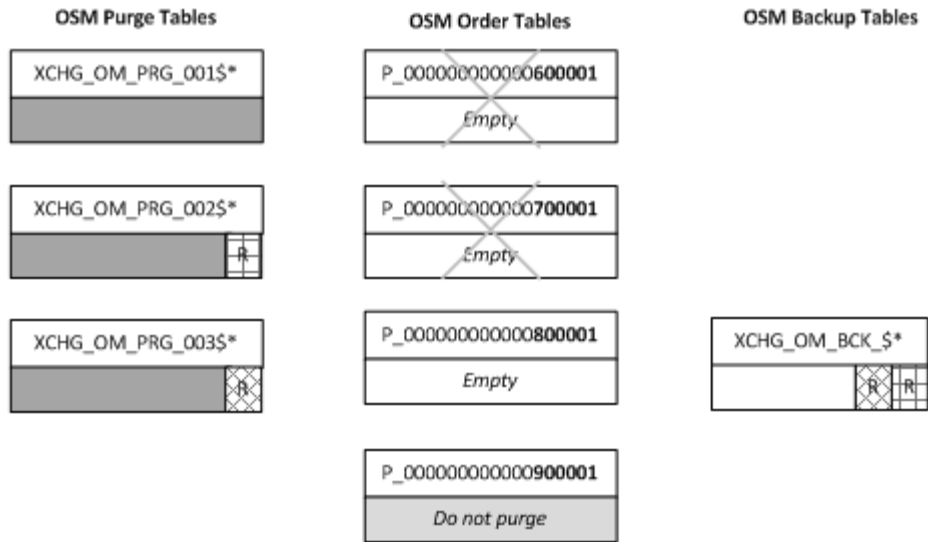 OSM Purge Tables
OSM Order Tables
OSM Backup Tables
XCHG_OM_PRG_001$*
P_000000000000600001
Empty
XCHG_OM_PRG_002$*
R
P_000000000000700001
Empty
XCHG_OM_PRG_003$*
R
P_000000000000800001
Empty
XCHG_OM_BCK_$*
R R
P_000000000000900001
Do not purge